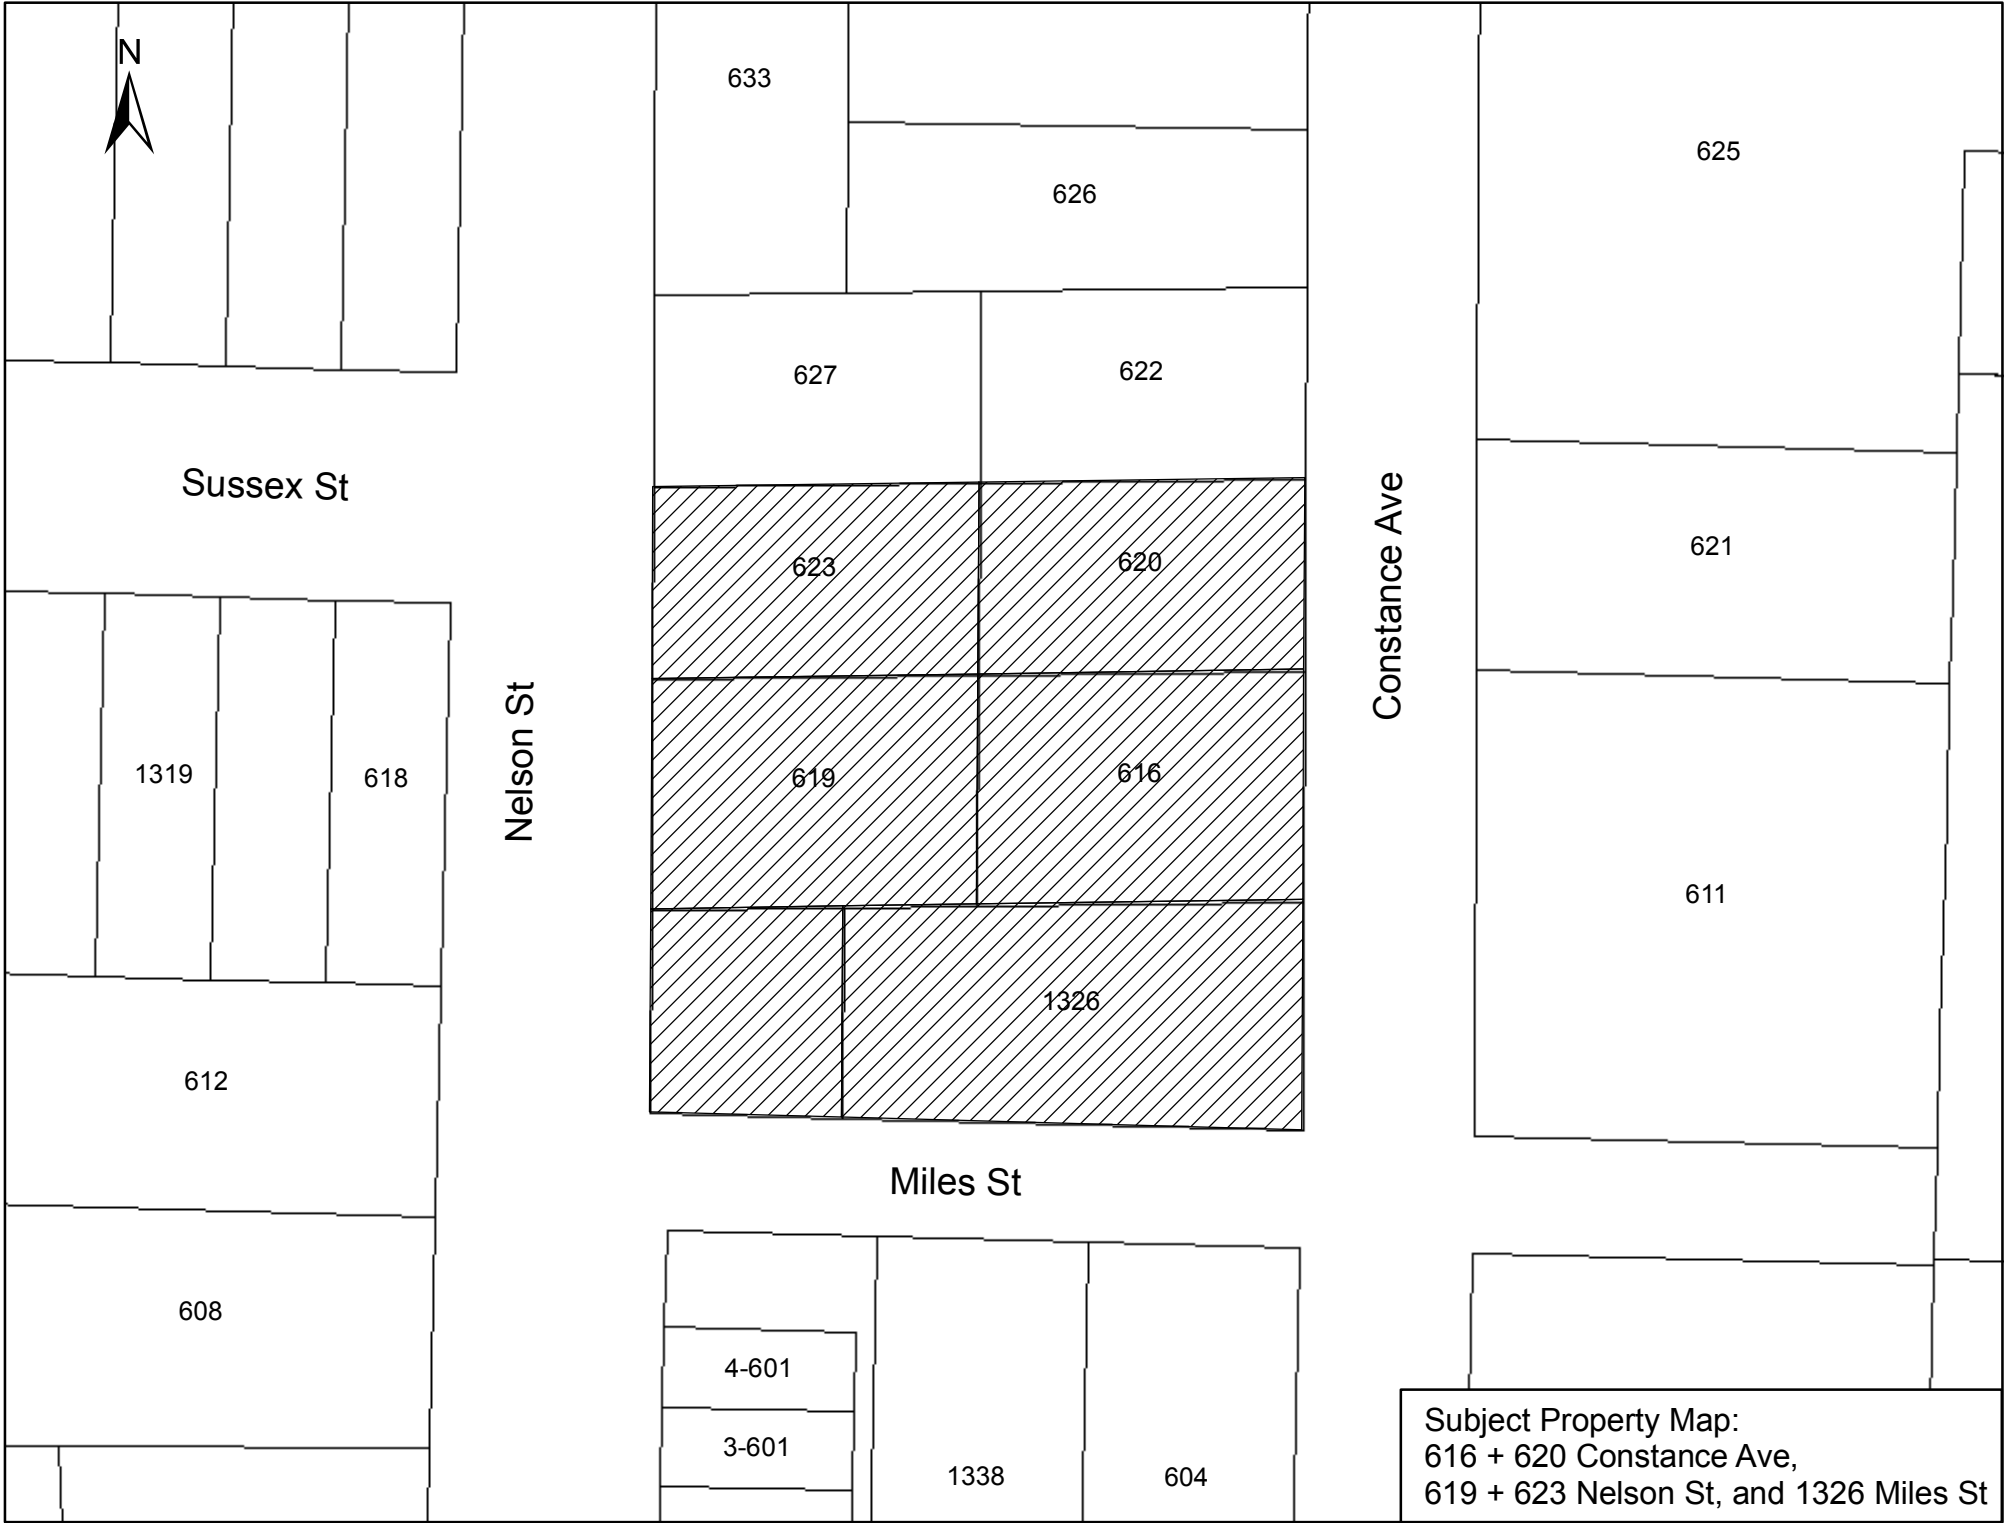 N
633
625
626
627
622
Sussex St
623
620
621
Constance Ave
Nelson St
1319
618
619
616
611
1326
612
Miles St
608
4-601
3-601
1338
604
Subject Property Map:
616 + 620 Constance Ave,
619 + 623 Nelson St, and 1326 Miles St